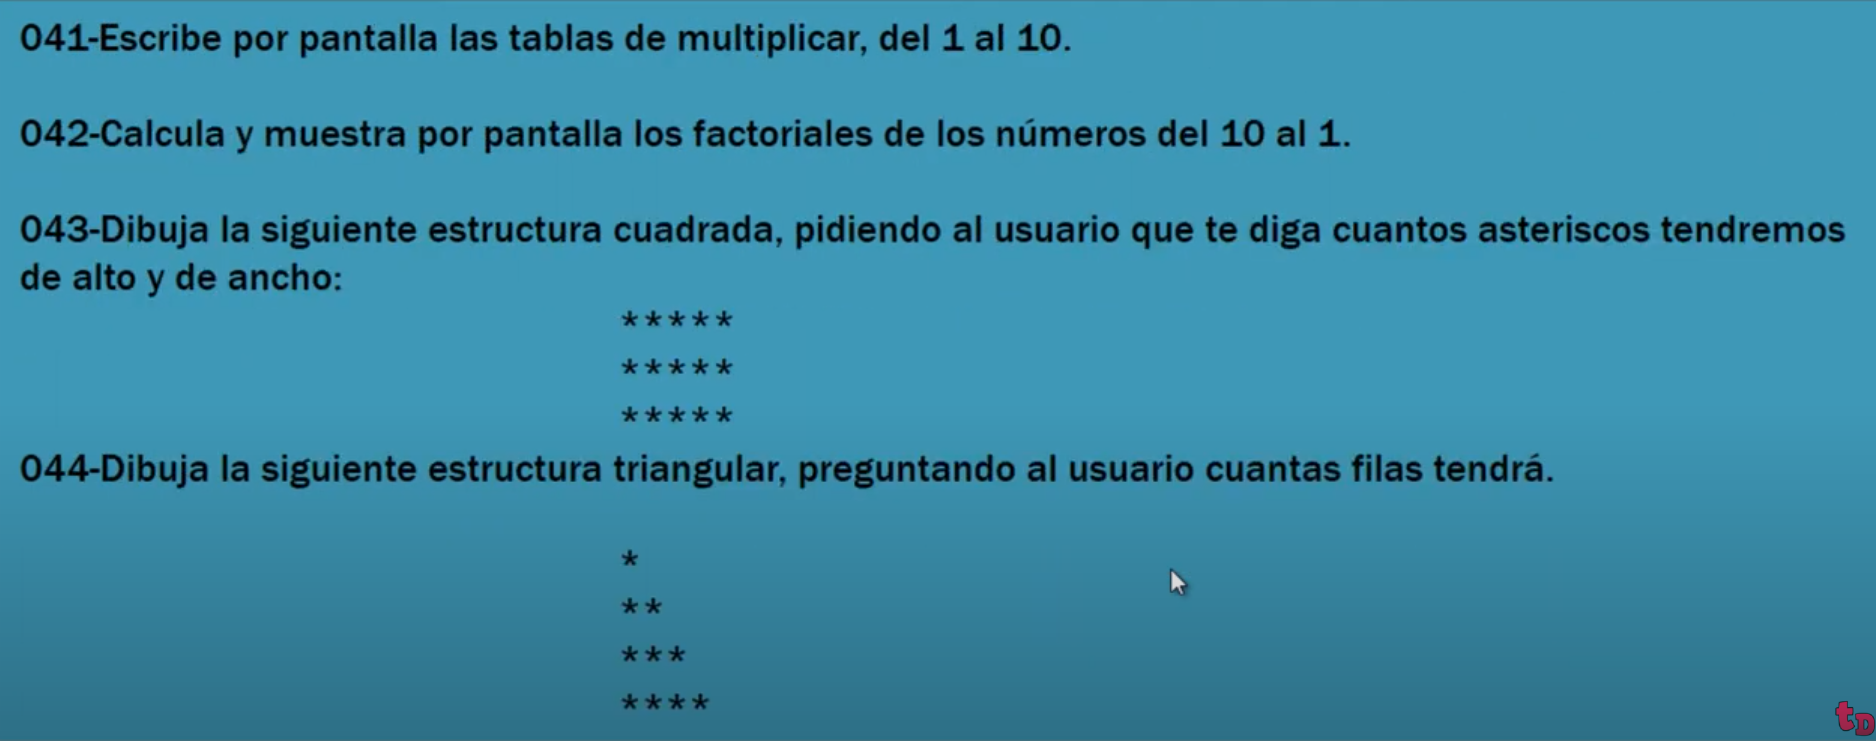 041-Escribe por pantalla las tablas de multiplicar, del 1 al 10.
042-Calcula y muestra por pantalla los factoriales de los números del 10 al 1.
043-Dibuja la siguiente estructura cuadrada, pidiendo al usuario que te diga cuantos asteriscos tendremos
de alto y de ancho:
*****
*****
*****
044-Dibuja la siguiente estructura triangular, preguntando al usuario cuantas filas tendrá.
*
**
***
****
tD